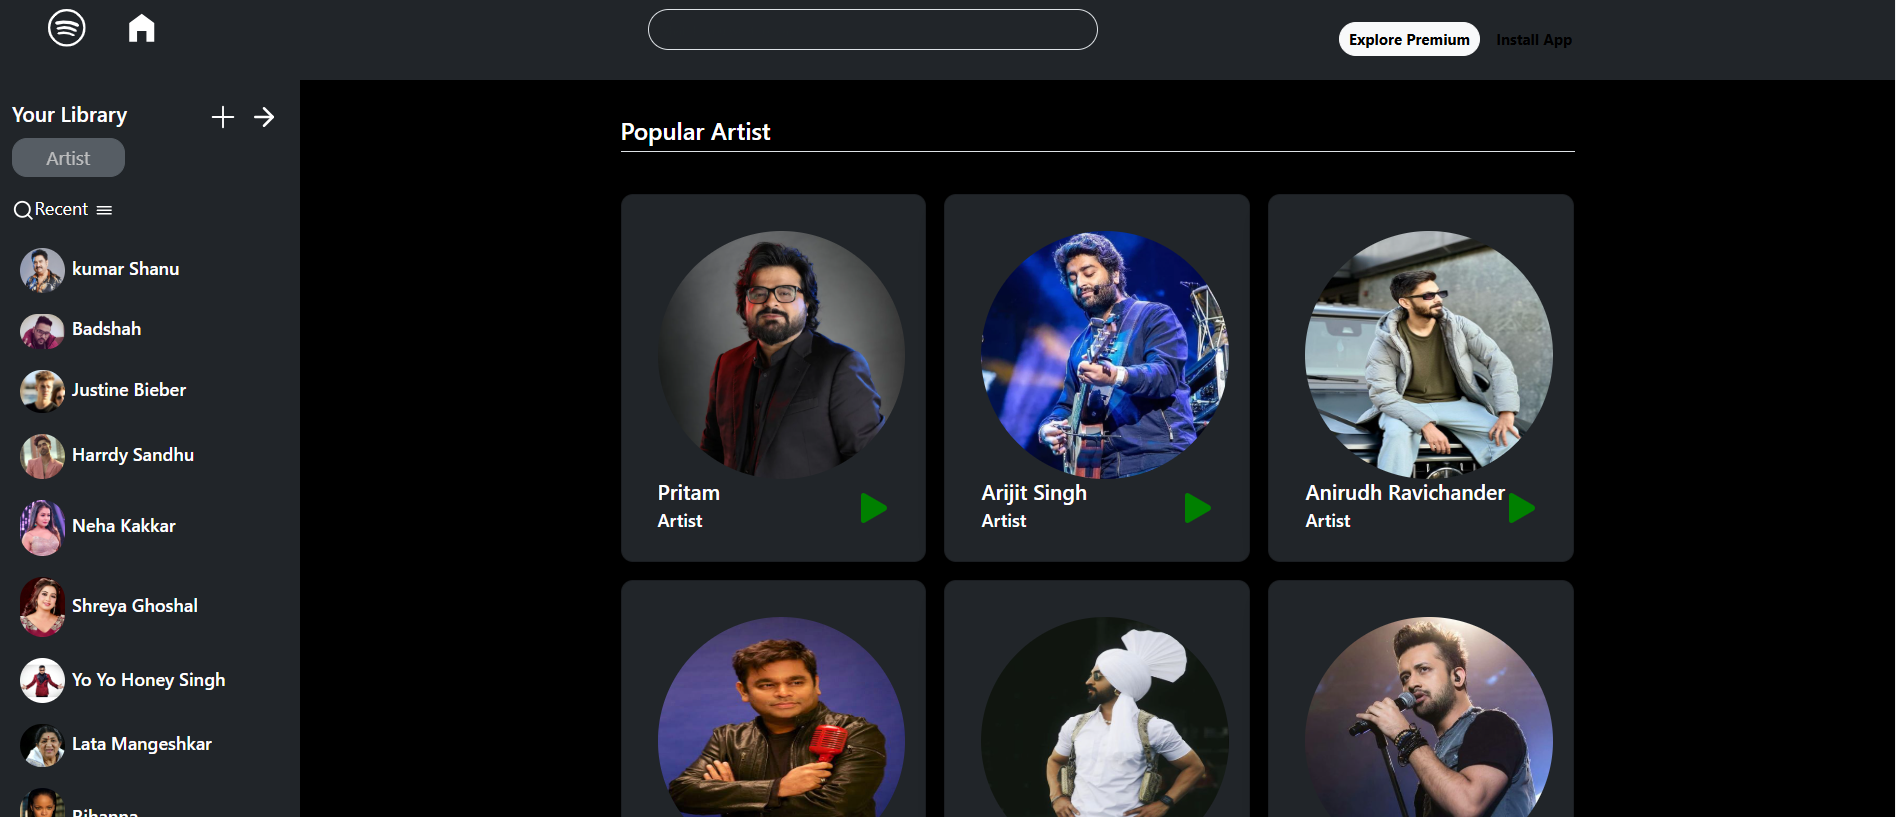 Explore Premium
Install App
Your Library
Artist
Recent
kumar Shanu
Badshah
Justine Bieber
Harrdy Sandhu
Neha Kakkar
Shreya Ghoshal
Yo Yo Honey Singh
Lata Mangeshkar
Rihanna
Popular Artist
Pritam
Artist
Arijit Singh
Artist
Anirudh Ravichander
Artist